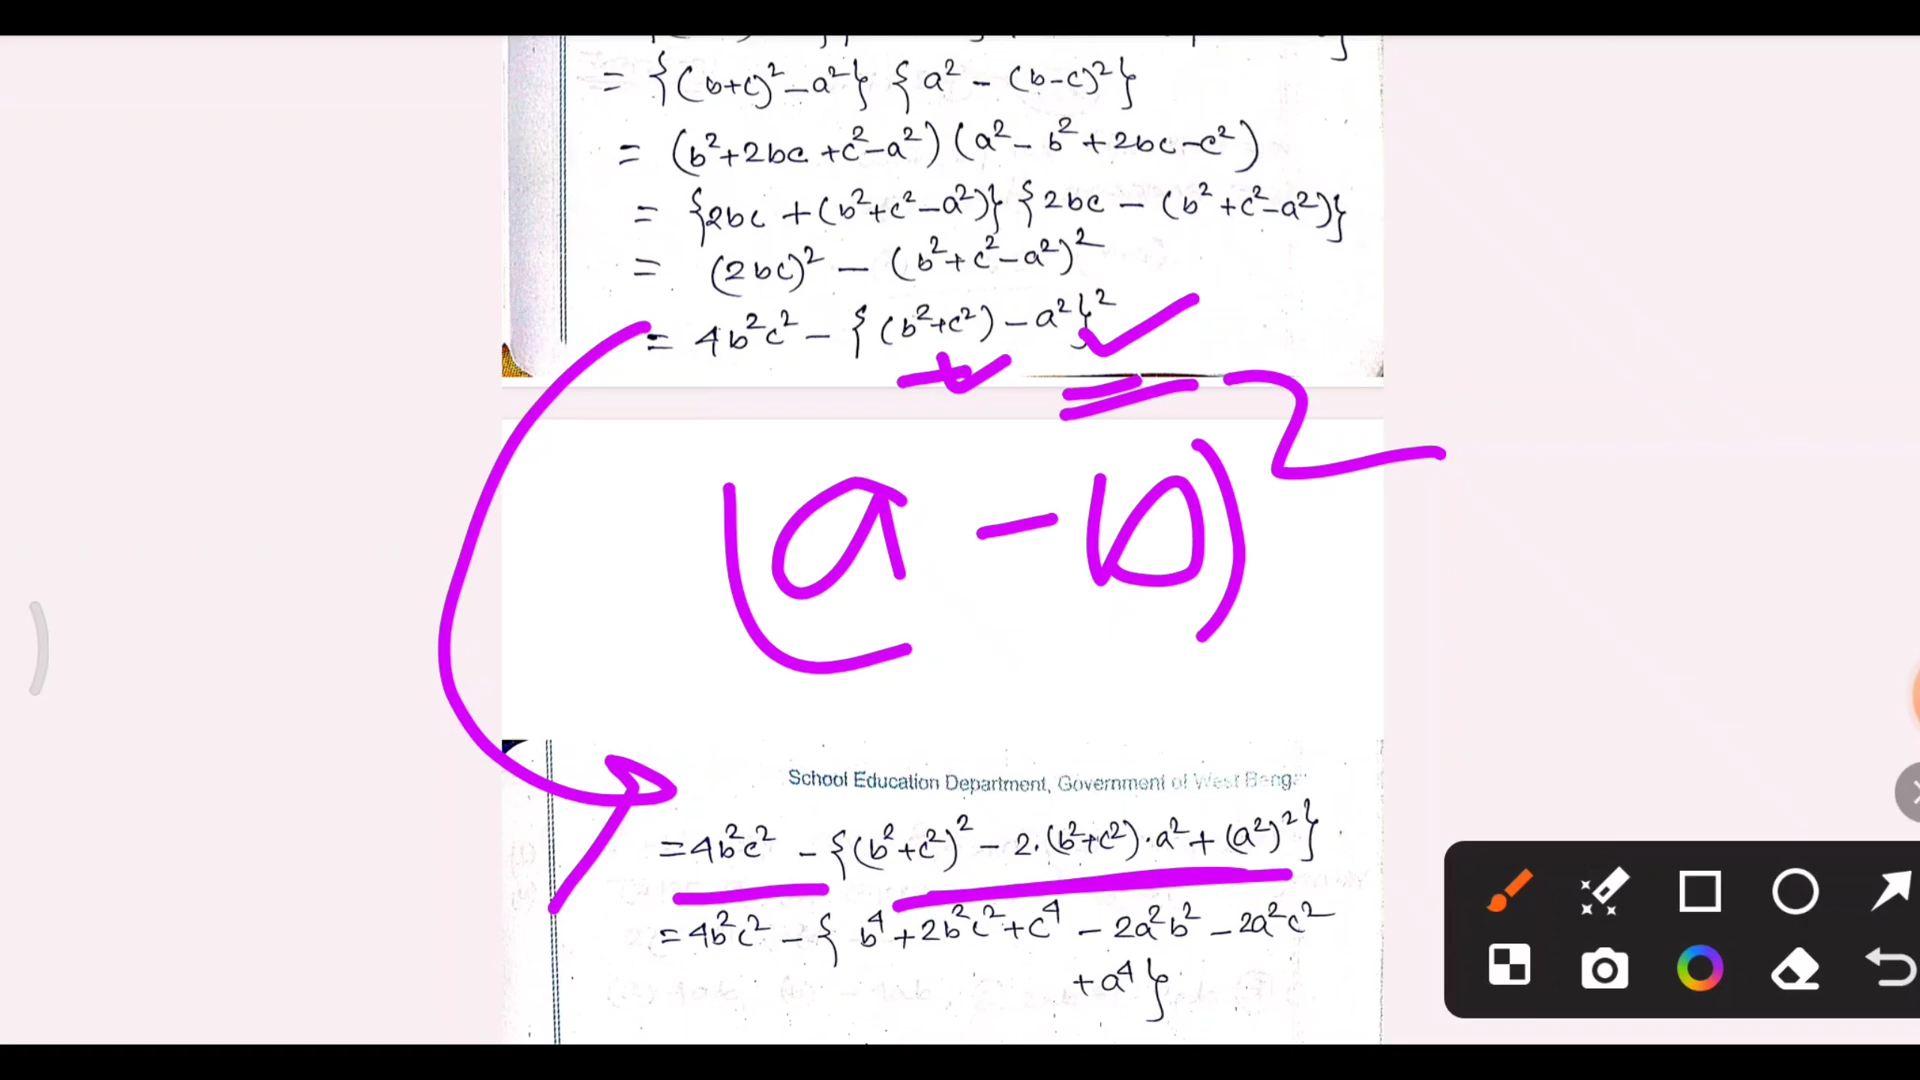 = {(b+c)²-a²} {a² - (b-c)²}
= (b²+2bc+c²-a²) (a²- b²+2bc-c²)
= {2bc +(b²+c²-a²)} {2bc - (b²+c²-a²)}
= (2bc)² - (b²+c²-a²)²
= 4b²c² - {(b²+c²) - a²}²
(a - b)²
School Education Department, Government of West Beng
=4b²c² - {(b²+c²)² - 2·(b²+c²)·a²+(a²)²}
=4b²c² - { b⁴+2b²c²+c⁴ - 2a²b² - 2a²c²
+a⁴}